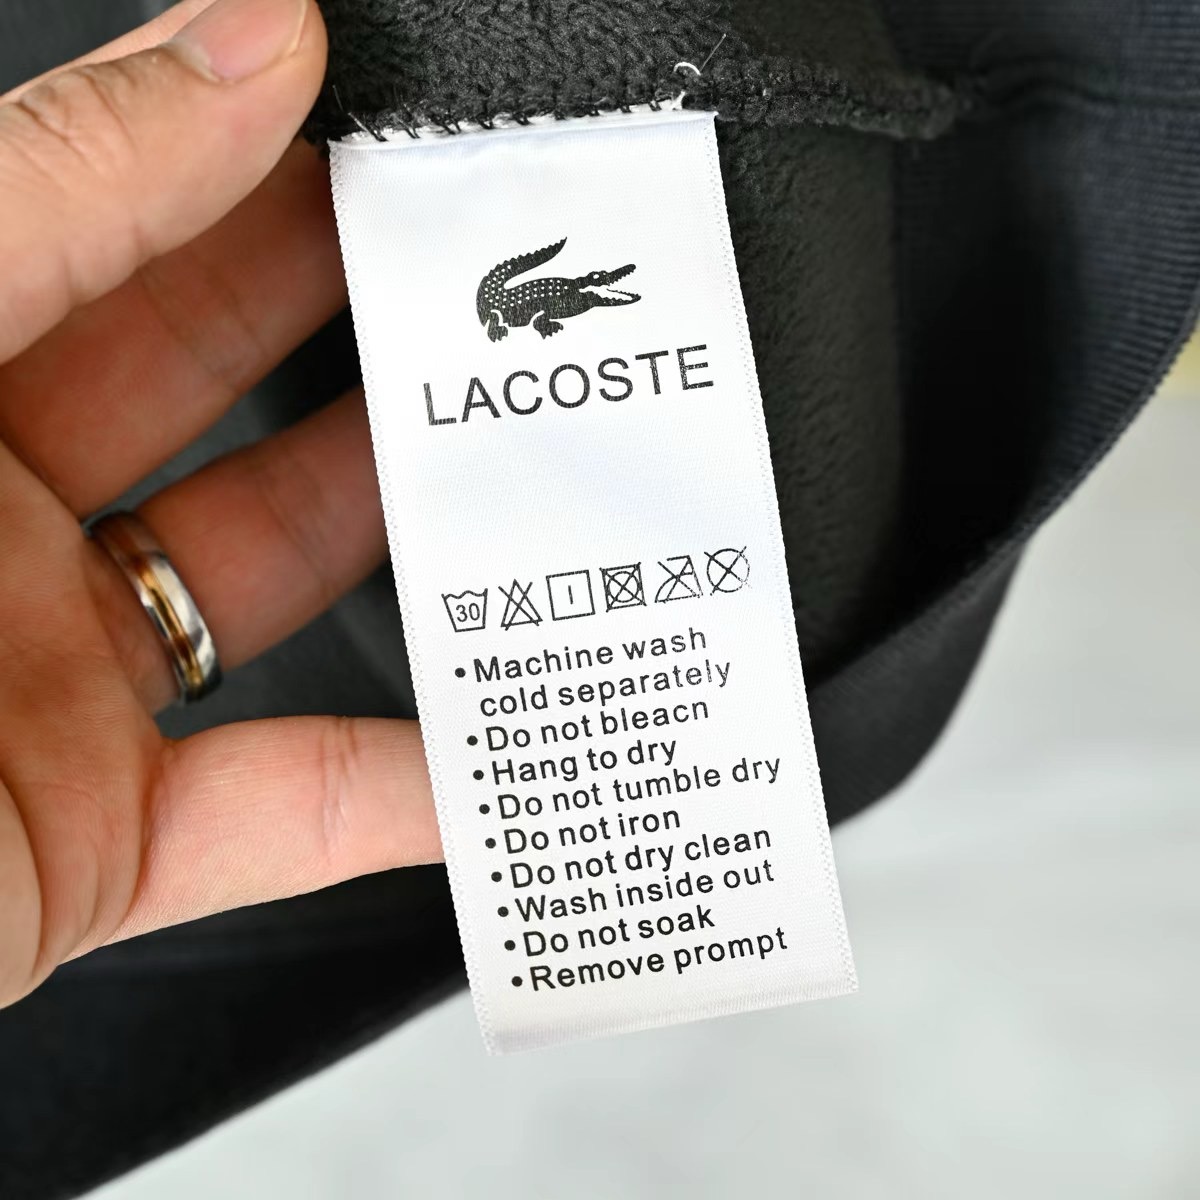 LACOSTE
30
• Machine wash
cold separately
• Do not bleacn
• Hang to dry
• Do not tumble dry
• Do not iron
• Do not dry clean
• Wash inside out
• Do not soak
• Remove prompt